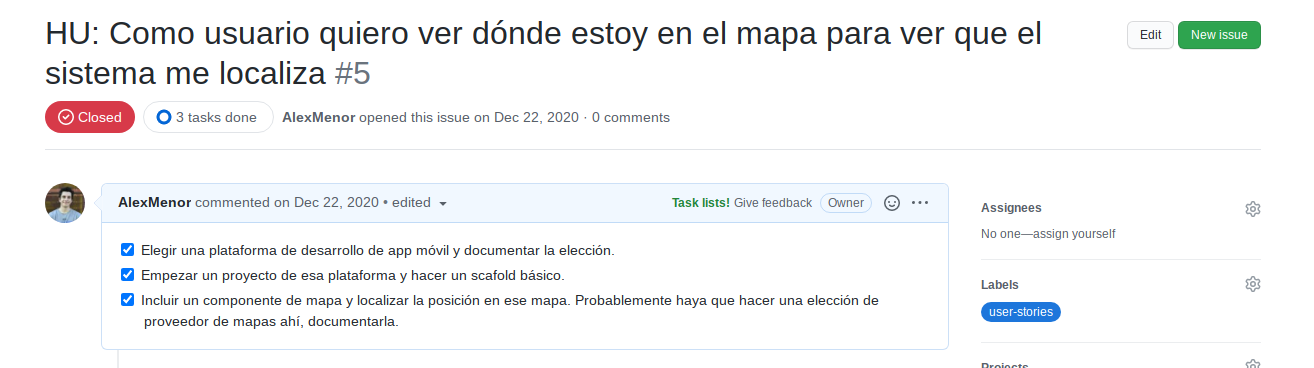 HU: Como usuario quiero ver dónde estoy en el mapa para ver que el
sistema me localiza #5
Edit
New issue
Closed
3 tasks done
AlexMenor opened this issue on Dec 22, 2020 · 0 comments
AlexMenor commented on Dec 22, 2020 • edited
Task lists! Give feedback
Owner
Elegir una plataforma de desarrollo de app móvil y documentar la elección.
Empezar un proyecto de esa plataforma y hacer un scafold básico.
Incluir un componente de mapa y localizar la posición en ese mapa. Probablemente haya que hacer una elección de
proveedor de mapas ahí, documentarla.
Assignees
No one—assign yourself
Labels
user-stories
Projects